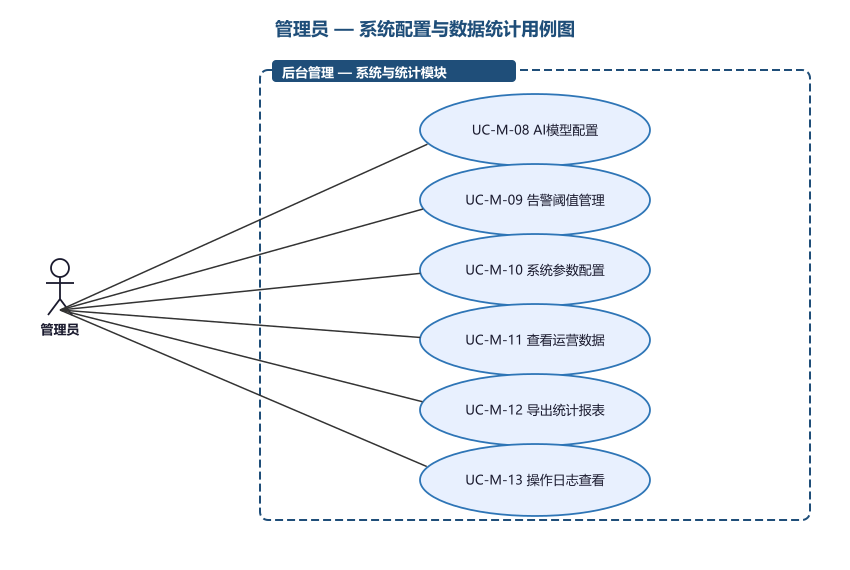 管理员 — 系统配置与数据统计用例图
后台管理 — 系统与统计模块
UC-M-08 AI模型配置
UC-M-09 告警阈值管理
UC-M-10 系统参数配置
管理员
UC-M-11 查看运营数据
UC-M-12 导出统计报表
UC-M-13 操作日志查看